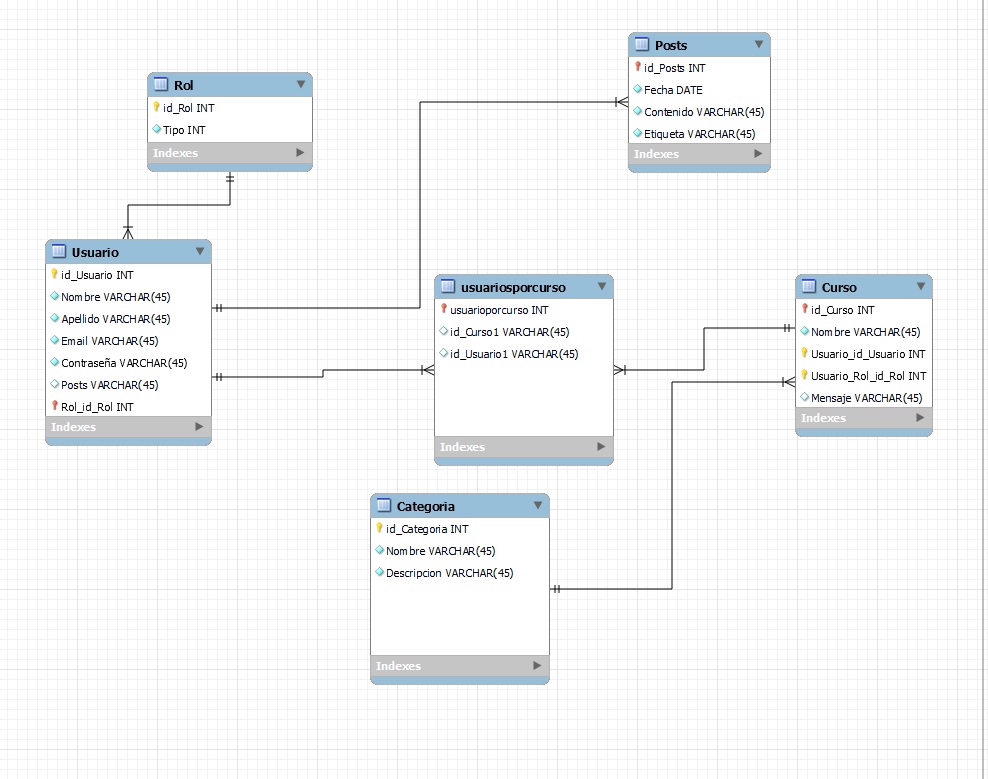 Rol
id_Rol INT
Tipo INT
Indexes
Posts
id_Posts INT
Fecha DATE
Contenido VARCHAR(45)
Etiqueta VARCHAR(45)
Indexes
Usuario
id_Usuario INT
Nombre VARCHAR(45)
Apellido VARCHAR(45)
Email VARCHAR(45)
Contraseña VARCHAR(45)
Posts VARCHAR(45)
Rol_id_Rol INT
Indexes
usuariosporcurso
usuarioporcurso INT
id_Curso1 VARCHAR(45)
id_Usuario1 VARCHAR(45)
Indexes
Curso
id_Curso INT
Nombre VARCHAR(45)
Usuario_id_Usuario INT
Usuario_Rol_id_Rol INT
Mensaje VARCHAR(45)
Indexes
Categoria
id_Categoria INT
Nombre VARCHAR(45)
Descripcion VARCHAR(45)
Indexes